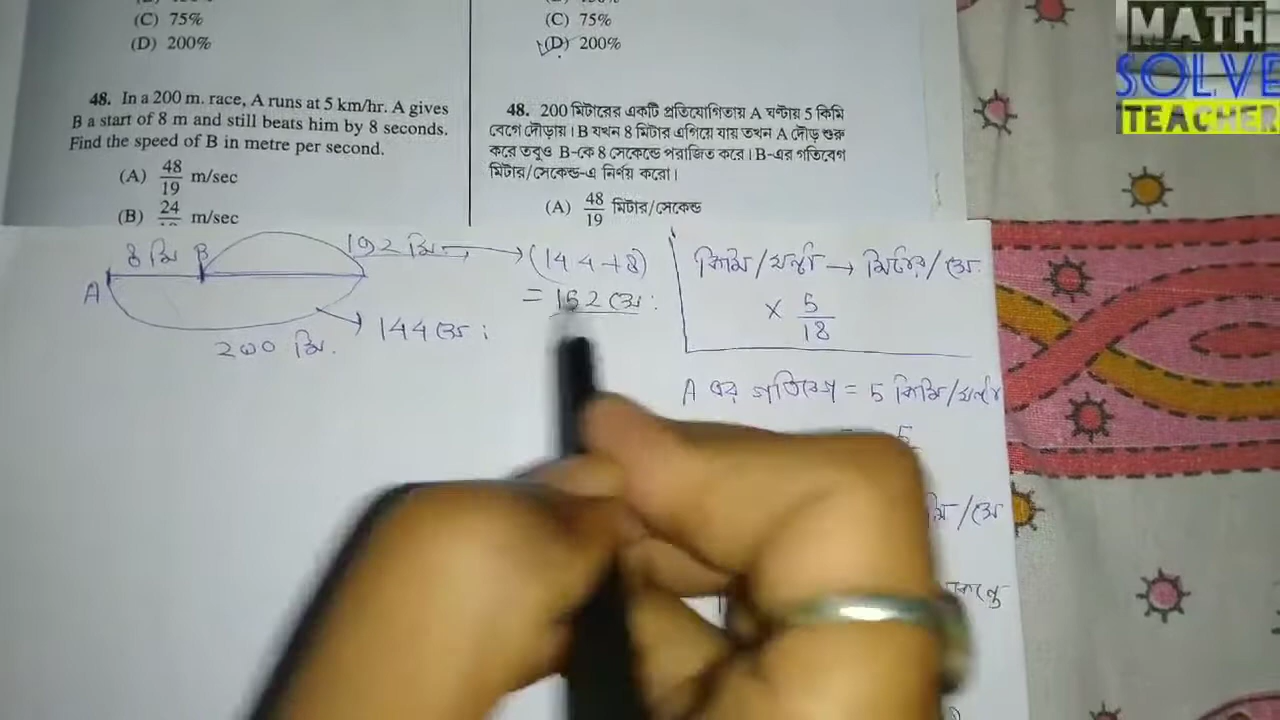 (C) 75%
(D) 200%
48. In a 200 m. race, A runs at 5 km/hr. A gives
B a start of 8 m and still beats him by 8 seconds.
Find the speed of B in metre per second.
(A) 48/19 m/sec
(B) 24 m/sec
(C) 75%
(D) 200%
48. 200 মিটারের একটি প্রতিযোগিতায় A ঘণ্টায় 5 কিমি
বেগে দৌড়ায়। B যখন 8 মিটার এগিয়ে যায় তখন A দৌড় শুরু
করে তবুও B-কে 8 সেকেন্ডে পরাজিত করে। B-এর গতিবেগ
মিটার/সেকেন্ড-এ নির্ণয় করো।
(A) 48/19 মিটার/সেকেন্ড
MATH
SOLVE
TEACHER
8 মি B 192 মি. → (144+8)
A
= 152 সে:
200 মি. → 144 সে:
কিমি/ঘন্টা → মিটার/সে.
× 5/18
A এর গতিবেগ = 5 কিমি/ঘন্টা
5
মি/সে